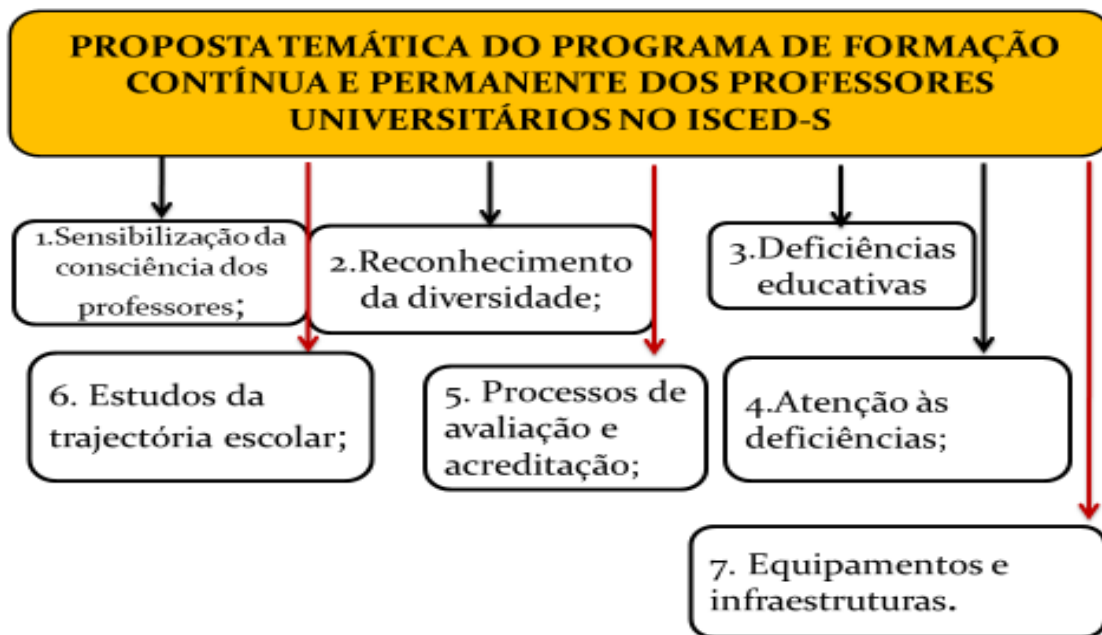 PROPOSTA TEMÁTICA DO PROGRAMA DE FORMAÇÃO
CONTÍNUA E PERMANENTE DOS PROFESSORES
UNIVERSITÁRIOS NO ISCED-S
1.Sensibilização da
consciência dos
professores;
2.Reconhecimento
da diversidade;
3.Deficiências
educativas
6. Estudos da
trajectória escolar;
5. Processos de
avaliação e
acreditação;
4.Atenção às
deficiências;
7. Equipamentos e
infraestruturas.